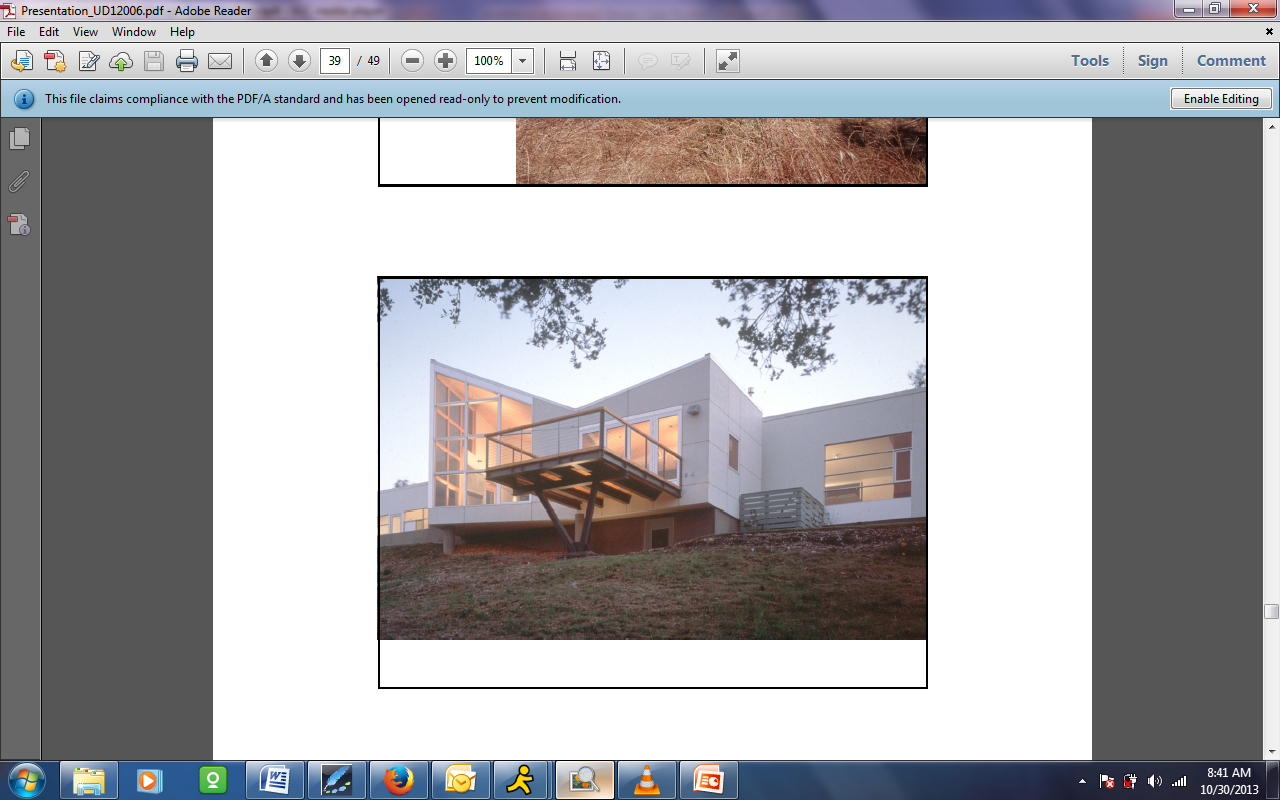 Presentation_UD12006.pdf - Adobe Reader
File Edit View Window Help
39 / 49 100% Tools Sign Comment
This file claims compliance with the PDF/A standard and has been opened read-only to prevent modification. Enable Editing
8:41 AM
10/30/2013